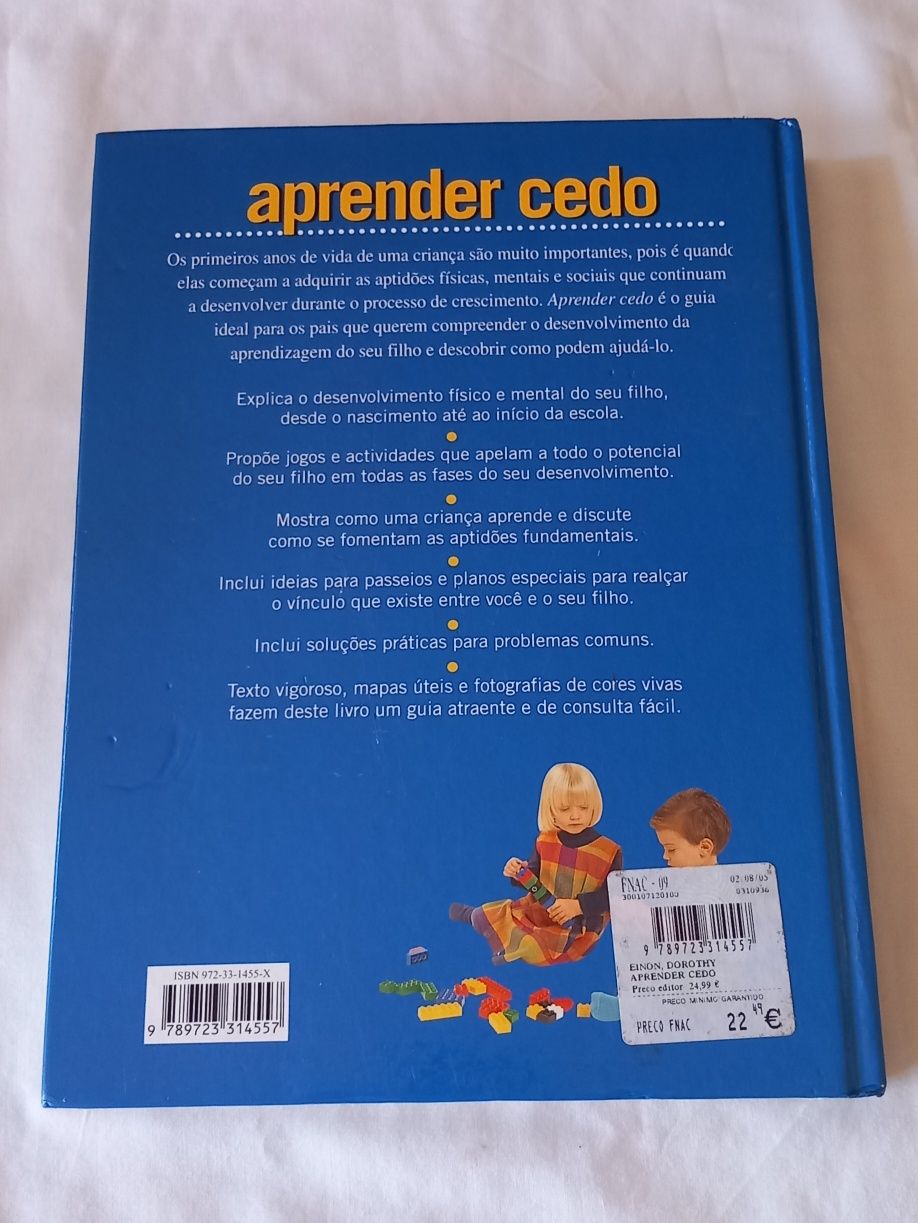 aprender cedo
Os primeiros anos de vida de uma criança são muito importantes, pois é quando
elas começam a adquirir as aptidões físicas, mentais e sociais que continuam
a desenvolver durante o processo de crescimento. Aprender cedo é o guia
ideal para os pais que querem compreender o desenvolvimento da
aprendizagem do seu filho e descobrir como podem ajudá-lo.
Explica o desenvolvimento físico e mental do seu filho,
desde o nascimento até ao início da escola.
Propõe jogos e actividades que apelam a todo o potencial
do seu filho em todas as fases do seu desenvolvimento.
Mostra como uma criança aprende e discute
como se fomentam as aptidões fundamentais.
Inclui ideias para passeios e planos especiais para realçar
o vínculo que existe entre você e o seu filho.
Inclui soluções práticas para problemas comuns.
Texto vigoroso, mapas úteis e fotografias de cores vivas
fazem deste livro um guia atraente e de consulta fácil.
ISBN 972-33-1455-X
9 789723 314557
FNAC - 09 02/08/05
300107120100 0310936
9 789723 314557
EINON, DOROTHY
APRENDER CEDO
Preco editor 24,99 €
PRECO MINIMO GARANTIDO
PRECO FNAC 22 49 €